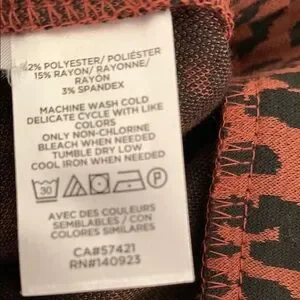 2% POLYESTER/ POLIÉSTER
15% RAYON/ RAYONNE/
RAYÓN
3% SPANDEX
MACHINE WASH COLD
DELICATE CYCLE WITH LIKE
COLORS
ONLY NON-CHLORINE
BLEACH WHEN NEEDED
TUMBLE DRY LOW
COOL IRON WHEN NEEDED
30 P
AVEC DES COULEURS
SEMBLABLES / CON
COLORES SIMILARES
CA#57421
RN#140923